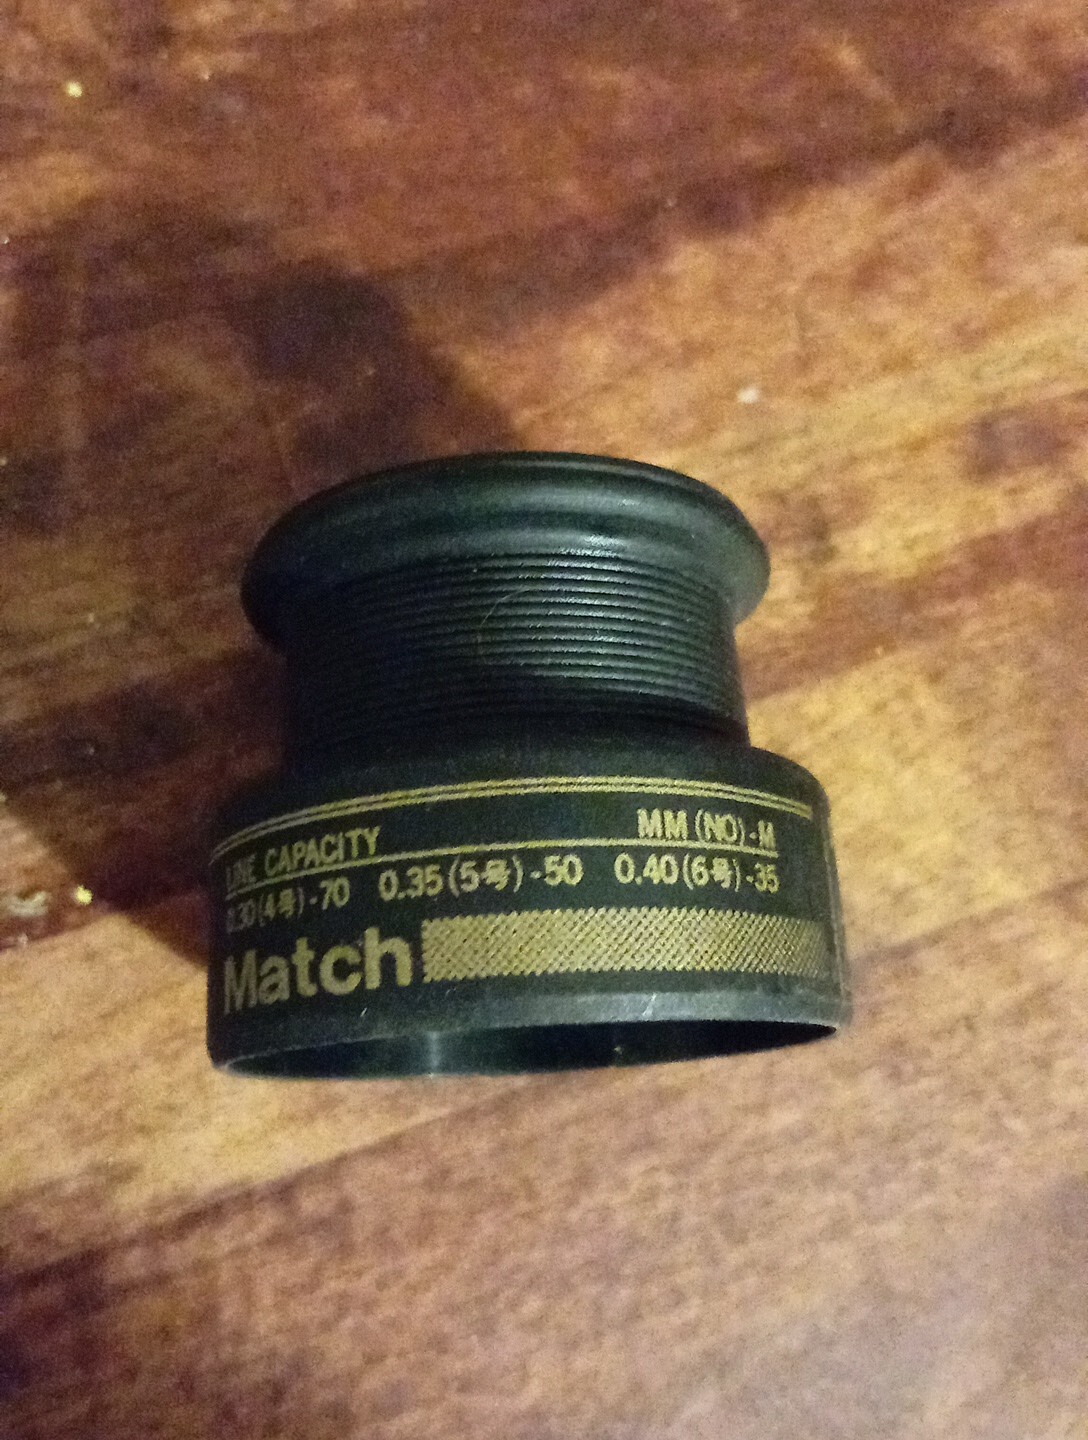 LINE CAPACITY MM (NO)-M
0.30(4号)-70 0.35(5号)-50 0.40(6号)-35
Match